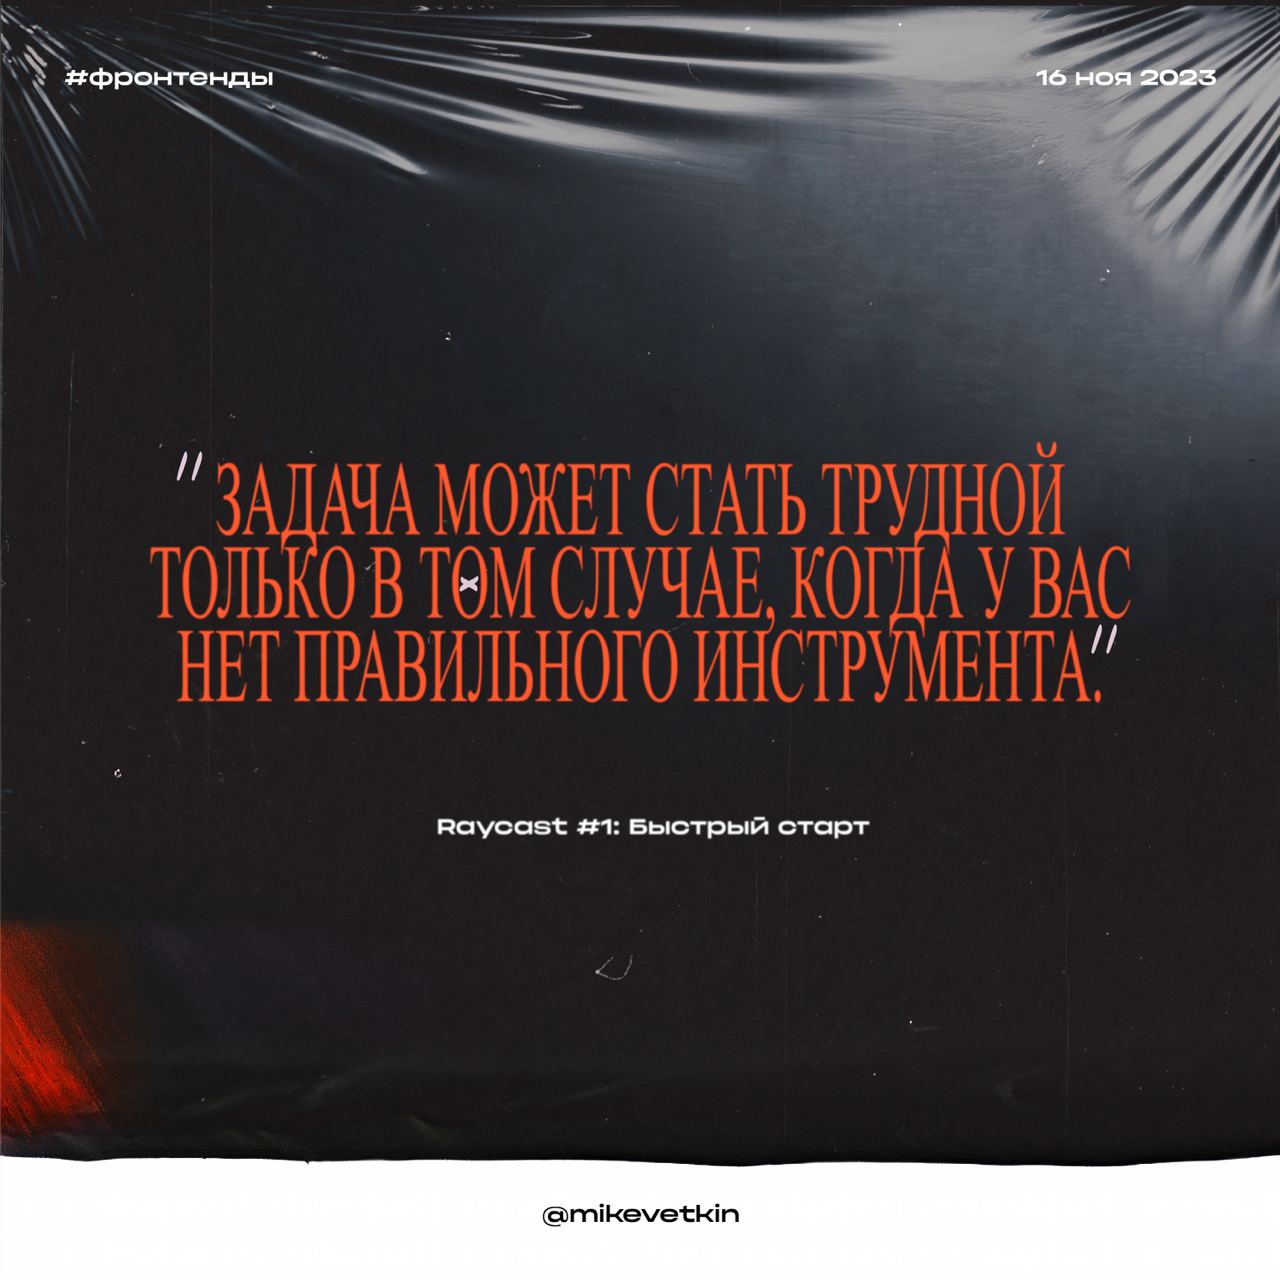 #фронтенды
16 ноя 2023
"ЗАДАЧА МОЖЕТ СТАТЬ ТРУДНОЙ
ТОЛЬКО В ТОМ СЛУЧАЕ, КОГДА У ВАС
НЕТ ПРАВИЛЬНОГО ИНСТРУМЕНТА."
Raycast #1: Быстрый старт
@mikevetkin